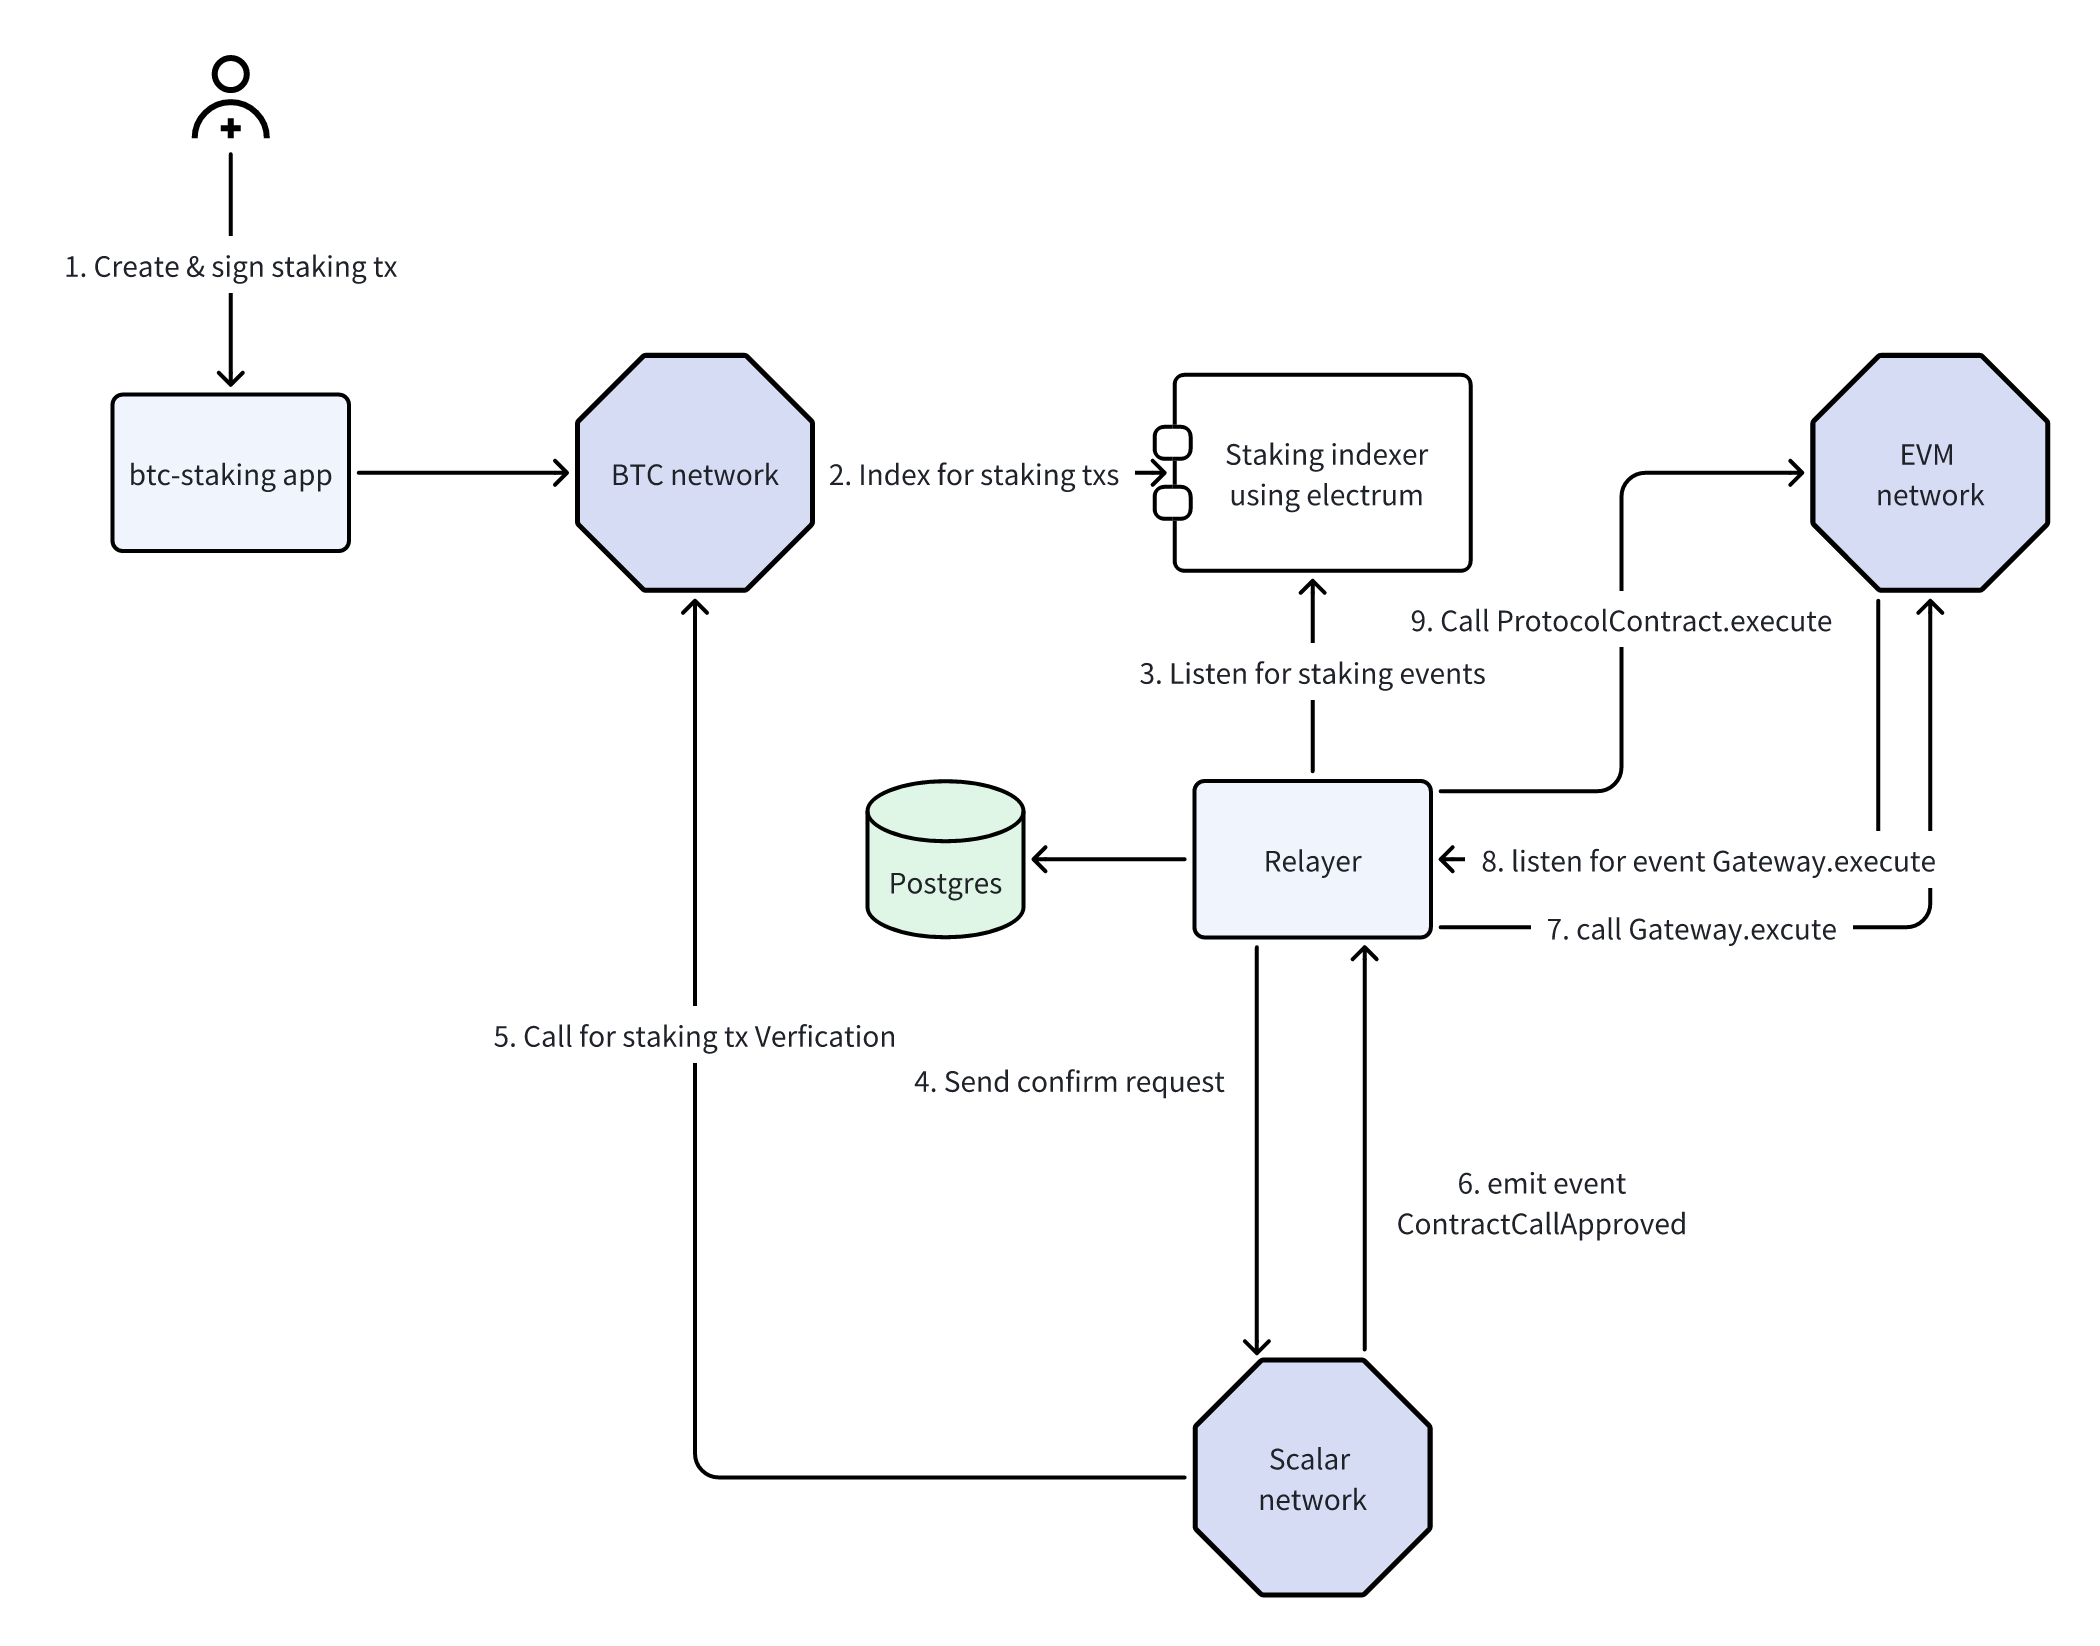 1. Create & sign staking tx
btc-staking app
BTC network
2. Index for staking txs
Staking indexer
using electrum
EVM
network
9. Call ProtocolContract.execute
3. Listen for staking events
Postgres
Relayer
8. listen for event Gateway.execute
7. call Gateway.excute
5. Call for staking tx Verfication
4. Send confirm request
6. emit event
ContractCallApproved
Scalar
network